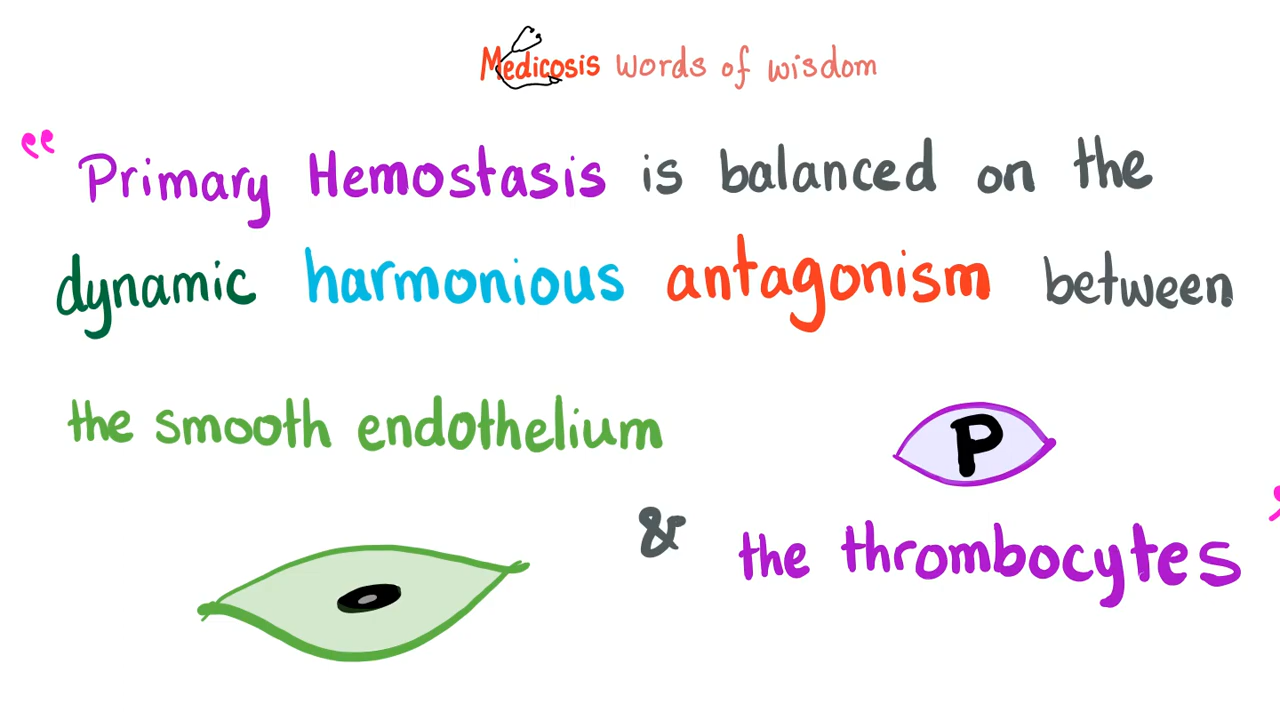 Medicosis words of wisdom
“Primary Hemostasis is balanced on the
dynamic harmonious antagonism between
the smooth endothelium
P
& the thrombocytes”